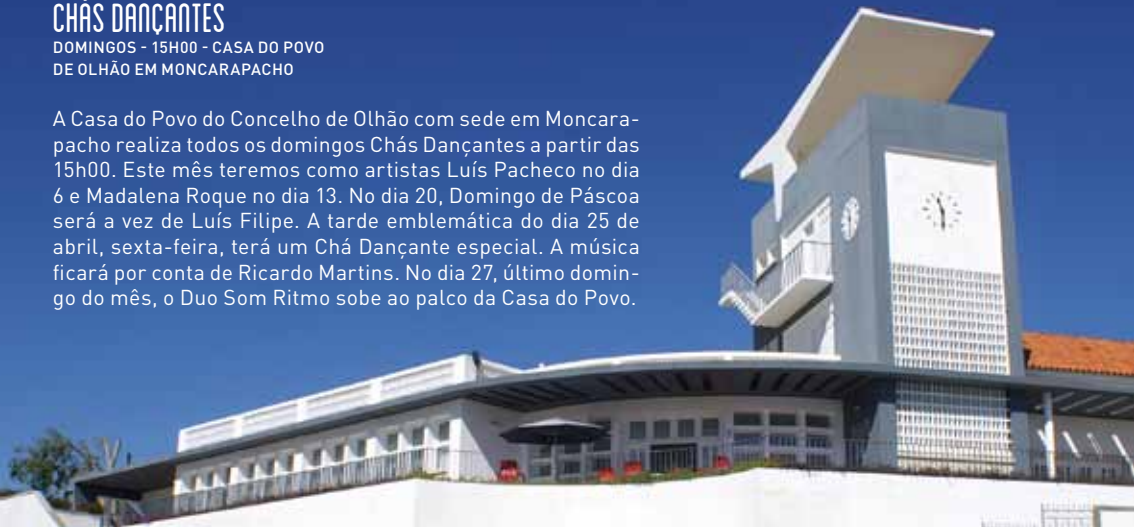 CHÁS DANÇANTES
DOMINGOS - 15H00 - CASA DO POVO
DE OLHÃO EM MONCARAPACHO
A Casa do Povo do Concelho de Olhão com sede em Moncara-
pacho realiza todos os domingos Chás Dançantes a partir das
15h00. Este mês teremos como artistas Luís Pacheco no dia
6 e Madalena Roque no dia 13. No dia 20, Domingo de Páscoa
será a vez de Luís Filipe. A tarde emblemática do dia 25 de
abril, sexta-feira, terá um Chá Dançante especial. A música
ficará por conta de Ricardo Martins. No dia 27, último domin-
go do mês, o Duo Som Ritmo sobe ao palco da Casa do Povo.